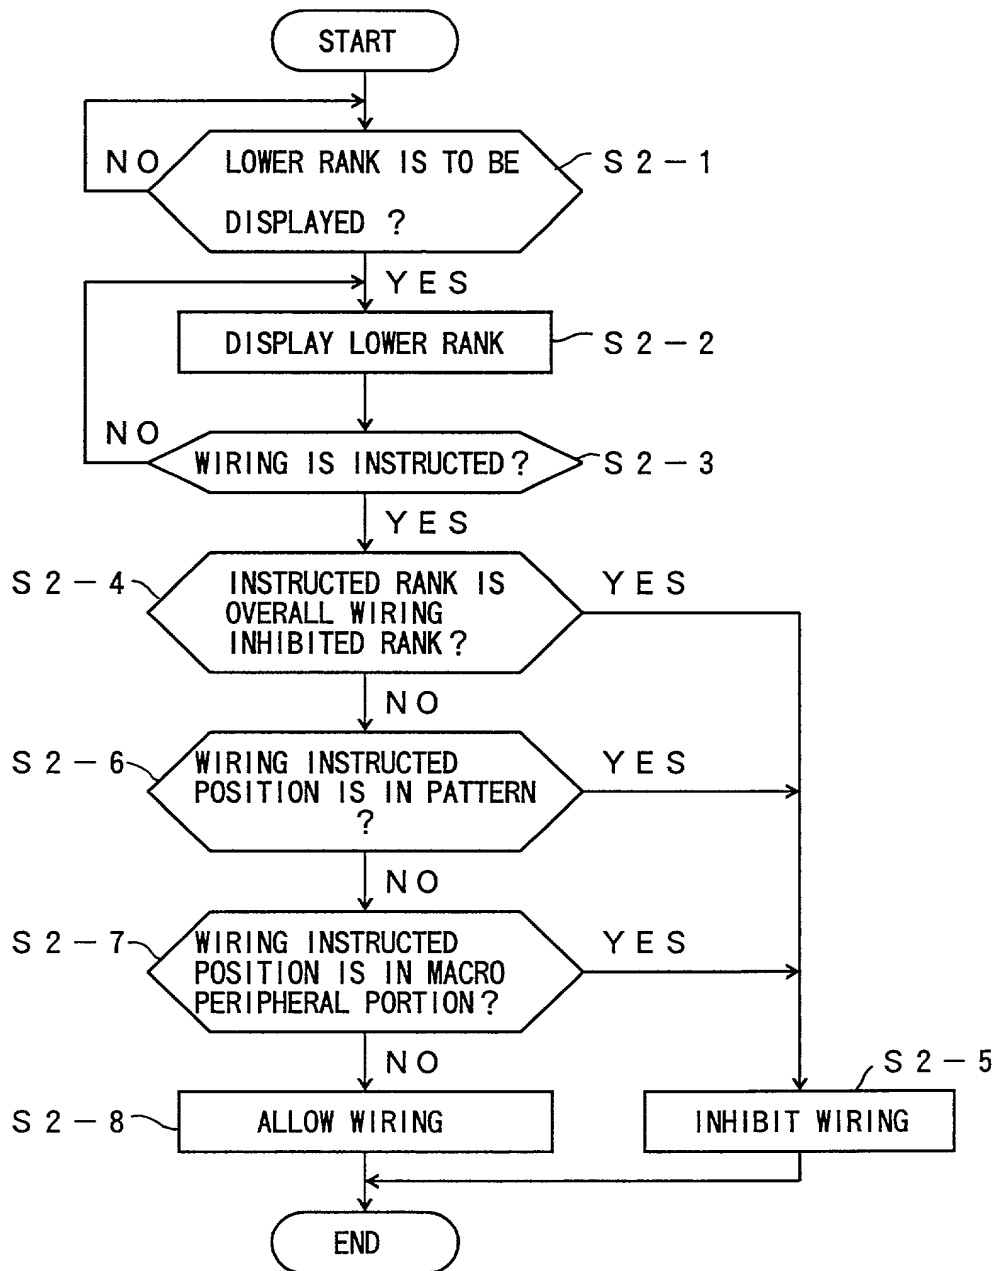 START
NO
LOWER RANK IS TO BE
DISPLAYED ?
S2-1
YES
DISPLAY LOWER RANK
S2-2
NO
WIRING IS INSTRUCTED?
S2-3
YES
S2-4
INSTRUCTED RANK IS
OVERALL WIRING
INHIBITED RANK?
YES
NO
S2-6
WIRING INSTRUCTED
POSITION IS IN PATTERN
?
YES
NO
S2-7
WIRING INSTRUCTED
POSITION IS IN MACRO
PERIPHERAL PORTION?
YES
NO
S2-5
S2-8
ALLOW WIRING
INHIBIT WIRING
END